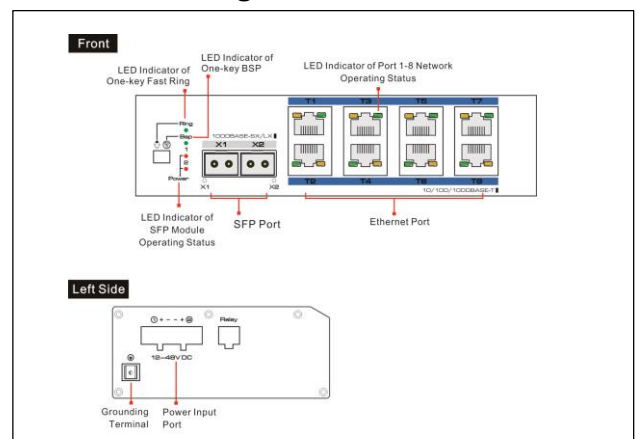 Front
LED Indicator of
One-key Fast Ring
LED Indicator of
One-key BSP
LED Indicator of Port 1-8 Network
Operating Status
Ring
Bsp
1
2
Power
1000BASE-SX/LX
X1 X2
X1 X2
T1 T3 T5 T7
T2 T4 T6 T8
10/100/1000BASE-T
LED Indicator of
SFP Module
Operating Status
SFP Port
Ethernet Port
Left Side
① + - - + ②
Relay
12~48VDC
Grounding
Terminal
Power Input
Port